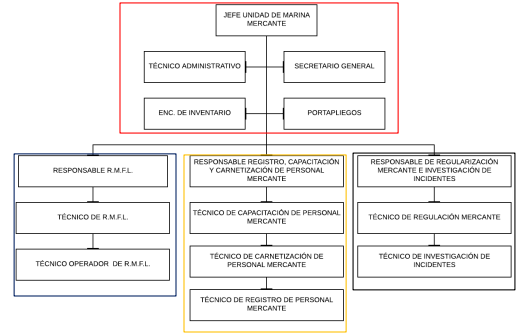 JEFE UNIDAD DE MARINA
MERCANTE
TÉCNICO ADMINISTRATIVO
SECRETARIO GENERAL
ENC. DE INVENTARIO
PORTAPLIEGOS
RESPONSABLE R.M.F.L.
TÉCNICO DE R.M.F.L.
TÉCNICO OPERADOR DE R.M.F.L.
RESPONSABLE REGISTRO, CAPACITACIÓN
Y CARNETIZACIÓN DE PERSONAL
MERCANTE
TÉCNICO DE CAPACITACIÓN DE PERSONAL
MERCANTE
TÉCNICO DE CARNETIZACIÓN DE
PERSONAL MERCANTE
TÉCNICO DE REGISTRO DE PERSONAL
MERCANTE
RESPONSABLE DE REGULARIZACIÓN
MERCANTE E INVESTIGACIÓN DE
INCIDENTES
TÉCNICO DE REGULACIÓN MERCANTE
TÉCNICO DE INVESTIGACIÓN DE
INCIDENTES